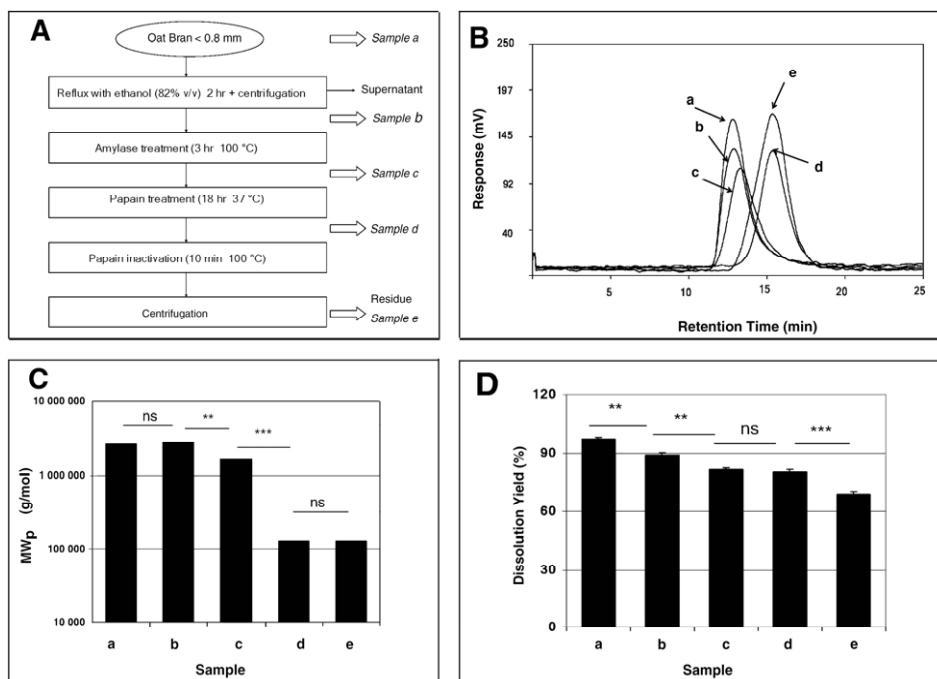 A
Oat Bran < 0.8 mm
Sample a
Reflux with ethanol (82% v/v) 2 hr + centrifugation
Supernatant
Sample b
Amylase treatment (3 hr 100 °C)
Sample c
Papain treatment (18 hr 37 °C)
Sample d
Papain inactivation (10 min 100 °C)
Residue
Centrifugation
Sample e
B
250
197
145
92
40
Response (mV)
a
b
c
e
d
5
10
15
20
25
Retention Time (min)
C
10 000 000
1 000 000
100 000
10 000
MWp (g/mol)
ns
**
***
ns
a b c d e
Sample
D
120
90
60
30
0
Dissolution Yield (%)
**
**
ns
***
a b c d e
Sample